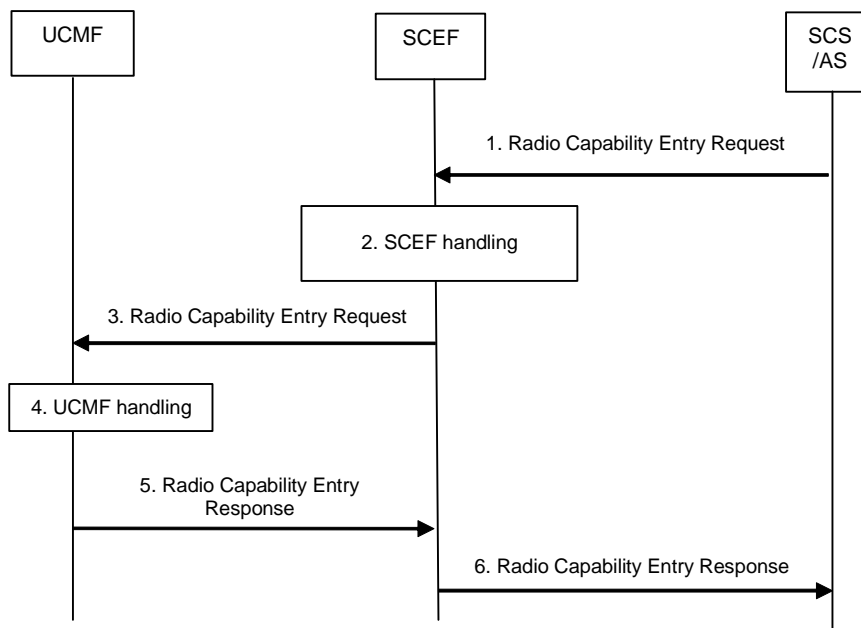 UCMF
SCEF
SCS
/AS
1. Radio Capability Entry Request
2. SCEF handling
3. Radio Capability Entry Request
4. UCMF handling
5. Radio Capability Entry
Response
6. Radio Capability Entry Response